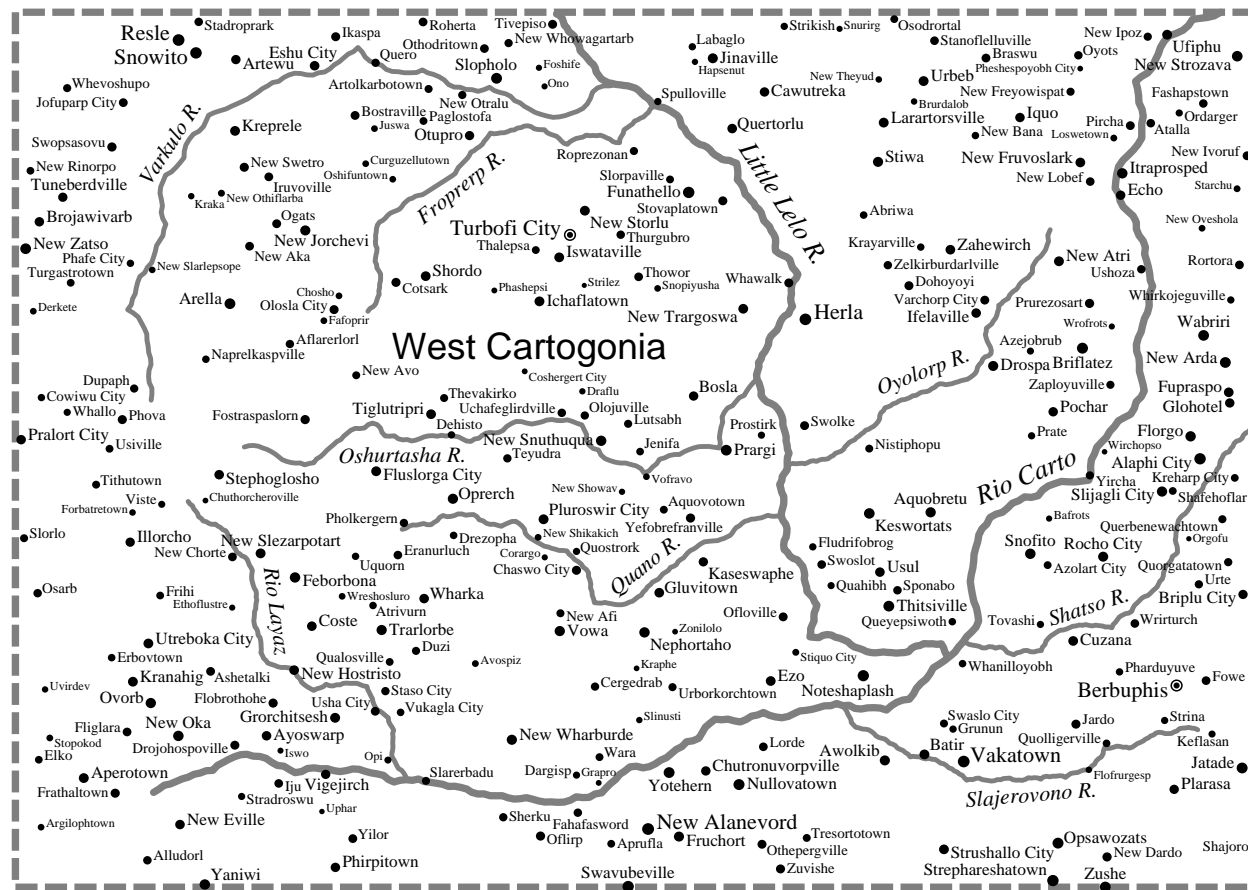 Stadroprark
Roherta
Tivepiso
Strikish
Snurirg
Osodrortal
New Ipoz
Resle
Ikaspa
Othodritown
New Whowagartarb
Labaglo
Stanoflelluville
Oyots
Ufiphu
Snowito
Artewu
Eshu City
Quero
Slopholo
Foshife
Hapsenut
Jinaville
Braswu
New Strozava
Whevoshupo
Artolkarbotown
Ono
New Theyud
Urbeb
Pheshespoyobh City
Jofuparp City
New Otralu
Spulloville
Cawutreka
Brurdalob
New Freyowispat
Fashapstown
Bostraville
Paglostofa
Larartorsville
Iquo
Ordarger
Kreprele
Juswa
Otupro
Quertorlu
New Bana
Pircha
Atalla
Loswetown
Swopsasovu
Varkulo R.
Roprezonan
Little Lelo R.
New Ivoruf
New Rinorpo
New Swetro
Curguzellutown
Froprerp R.
Stiwa
New Fruvoslark
Itraprosped
Tuneberdville
Iruvoville
Oshifuntown
Slorpaville
New Lobef
Echo
Starchu
Kraka
New Othiflarba
Funathello
Stovaplatown
Brojawivarb
Ogats
New Storlu
Abriwa
New Oveshola
New Jorchevi
Turbofi City
Thurgubro
New Zatso
New Aka
Thalepsa
Iswataville
Krayarville
Zahewirch
Phafe City
New Slarlepsope
Zelkirburdarlville
New Atri
Ushoza
Rortora
Turgastrotown
Shordo
Thowor
Whawalk
Dohoyoyi
Cotsark
Phashepsi
Strilez
Snopiyusha
Derkete
Arella
Chosho
Ichaflatown
Varchorp City
Prurezosart
Whirkojeguville
Olosla City
New Trargoswa
Herla
Ifelaville
Fafoprir
Wrofrots
Wabriri
Aflarerlorl
West Cartogonia
Azejobrub
Briflatez
Naprelkaspville
Oyolorp R.
Drospa
New Arda
New Avo
Coshergert City
Dupaph
Draflu
Bosla
Zaployuville
Fupraspo
Cowiwu City
Thevakirko
Glohotel
Whallo
Phova
Fostraspaslorn
Tiglutripri
Uchafeglirdville
Olojuville
Pochar
Lutsabh
Prostirk
Swolke
Pralort City
Dehisto
New Snuthuqua
Prate
Florgo
Usiville
Oshurtasha R.
Teyudra
Jenifa
Prargi
Nistiphopu
Wirchopso
Alaphi City
Stephoglosho
Fluslorga City
Vofravo
Rio Carto
Yircha
Kreharp City
Tithutown
New Showav
Slijagli City
Shafehoflar
Viste
Chuthorcheroville
Oprerch
Aquovotown
Aquobretu
Forbatretown
Pholkergern
Pluroswir City
Yefobrefranville
Keswortats
Bafrots
Querbenewachtown
Slorlo
Illorcho
New Slezarpotart
Drezopha
New Shikakich
Fludrifobrog
Snofito
Rocho City
Orgofu
New Chorte
Eranurluch
Corargo
Quostrork
Quano R.
Uquorn
Chaswo City
Kaseswaphe
Swoslot
Usul
Azolart City
Quorgatatown
Osarb
Frihi
Feborbona
Rio Layaz
Wreshosluro
Wharka
Gluvitown
Quahibh
Sponabo
Urte
Ethoflustre
Atrivurn
New Afi
Ofloville
Thitsiville
Shatso R.
Briplu City
Coste
Trarlorbe
Vowa
Zonilolo
Queyepsiwoth
Tovashi
Wrirturch
Utreboka City
Duzi
Nephortaho
Cuzana
Erbovtown
Qualosville
Avospiz
Stiquo City
Whanilloyobh
Kranahig
Ashetalki
New Hostristo
Kraphe
Ezo
Pharduyuve
Uvirdev
Staso City
Cergedrab
Urborkorchtown
Noteshaplash
Berbuphis
Fowe
Ovorb
Flobrothohe
Usha City
Vukagla City
Grorchitsesh
Slinusti
Swaslo City
Jardo
Strina
Fliglara
New Oka
Ayoswarp
Grunun
Stopokod
Drojohospoville
Iswo
New Wharburde
Lorde
Awolkib
Batir
Quolligerville
Keflasan
Elko
Opi
Wara
Vakatown
Aperotown
Dargisp
Grapro
Yotehern
Chutronuvorpville
Flofrurgesp
Jatade
Frathaltown
Iju
Vigejirch
Slarerbadu
Nullovatown
Slajerovono R.
Plarasa
Stradroswu
Uphar
Argilophtown
New Eville
Sherku
Fahafasword
New Alanevord
Yilor
Oflirp
Aprufla
Fruchort
Tresortotown
Opsawozats
Othepergville
Strushallo City
Shajoro
Alludorl
New Dardo
Phirpitown
Zuvishe
Yaniwi
Swavubeville
Strephareshtown
Zushe